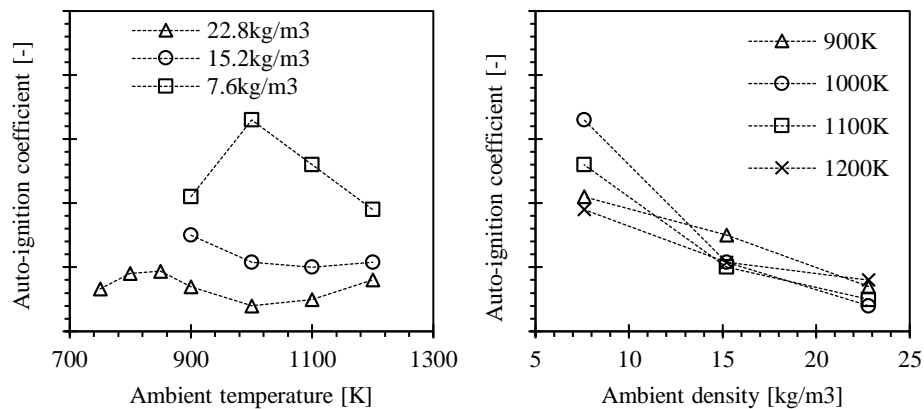 Auto-ignition coefficient [-]
22.8kg/m3
15.2kg/m3
7.6kg/m3
700 900 1100 1300
Ambient temperature [K]
Auto-ignition coefficient [-]
900K
1000K
1100K
1200K
5 10 15 20 25
Ambient density [kg/m3]